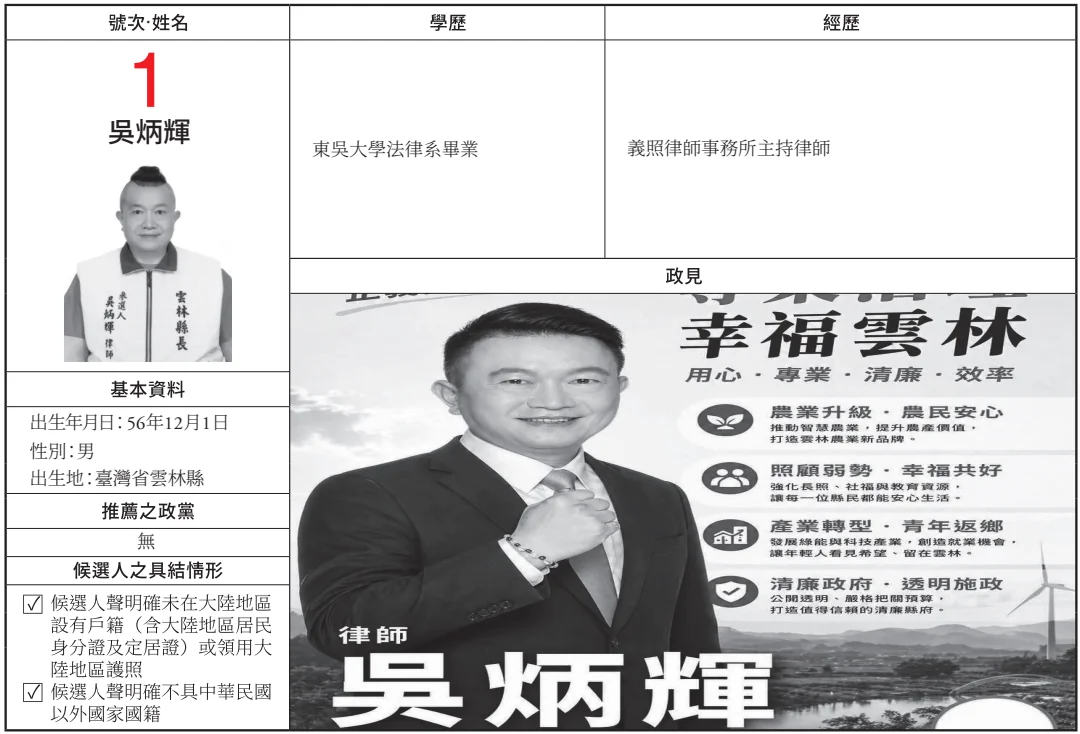 號次·姓名
學歷
經歷
1
吳炳輝
東吳大學法律系畢業
義照律師事務所主持律師
雲林縣長
參選人
吳炳輝 律師
基本資料
出生年月日：56年12月1日
性別：男
出生地：臺灣省雲林縣
推薦之政黨
無
候選人之具結情形
☑ 候選人聲明確未在大陸地區
設有戶籍（含大陸地區居民
身分證及定居證）或領用大
陸地區護照
☑ 候選人聲明確不具中華民國
以外國家國籍
政見
幸福雲林
用心·專業·清廉·效率
農業升級·農民安心
推動智慧農業，提升農產價值，
打造雲林農業新品牌。
照顧弱勢·幸福共好
強化長照、社福與教育資源，
讓每一位縣民都能安心生活。
產業轉型·青年返鄉
發展綠能與科技產業，創造就業機會，
讓年輕人看見希望、留在雲林。
清廉政府·透明施政
公開透明、嚴格把關預算，
打造值得信賴的清廉縣府。
律師
吳炳輝